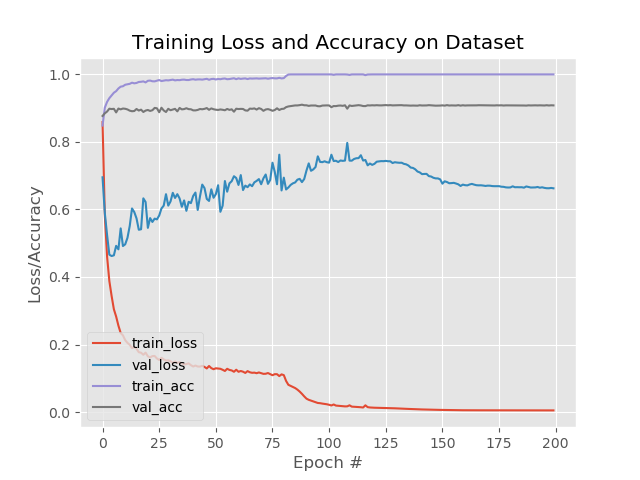 Training Loss and Accuracy on Dataset
1.0
0.8
0.6
0.4
0.2
0.0
Loss/Accuracy
train_loss
val_loss
train_acc
val_acc
0 25 50 75 100 125 150 175 200
Epoch #